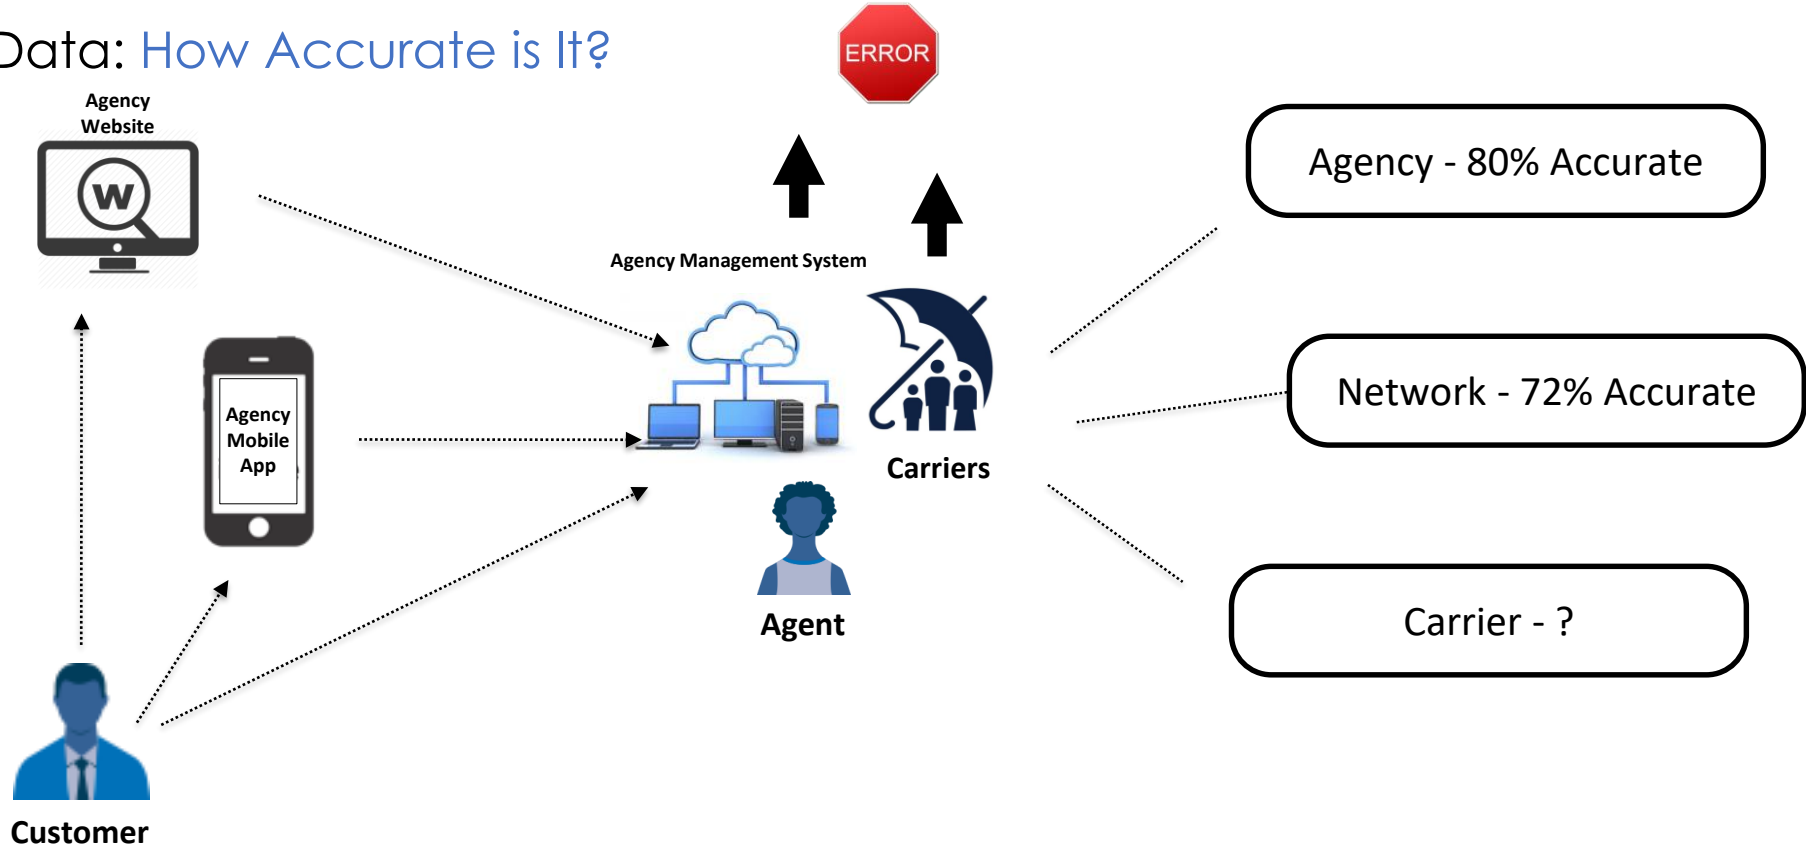 Data: How Accurate is It?
ERROR
Agency
Website
W
Agency - 80% Accurate
Agency Management System
Network - 72% Accurate
Agency
Mobile
App
Carriers
Agent
Carrier - ?
Customer